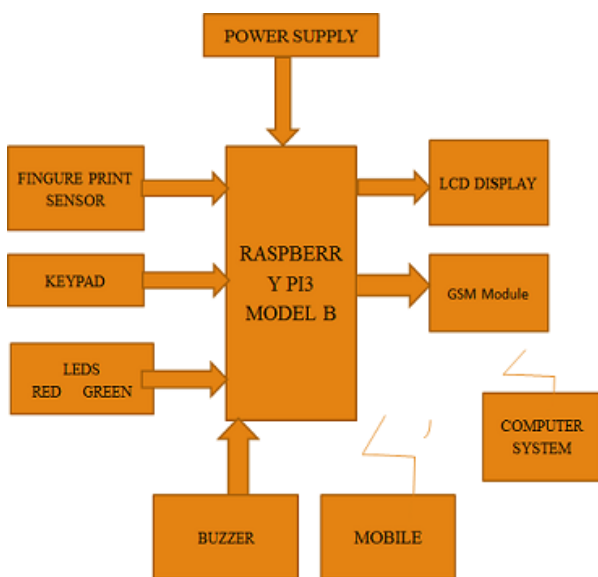 POWER SUPPLY
FINGURE PRINT
SENSOR
LCD DISPLAY
RASPBERR
Y PI3
MODEL B
KEYPAD
GSM Module
LEDS
RED GREEN
COMPUTER
SYSTEM
BUZZER
MOBILE